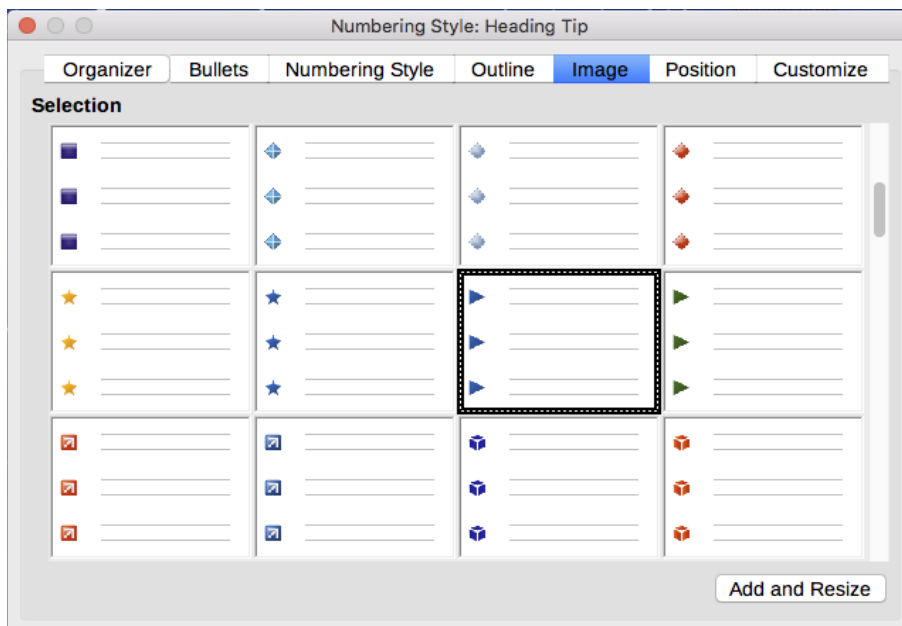 Numbering Style: Heading Tip
Organizer Bullets Numbering Style Outline Image Position Customize
Selection
Add and Resize